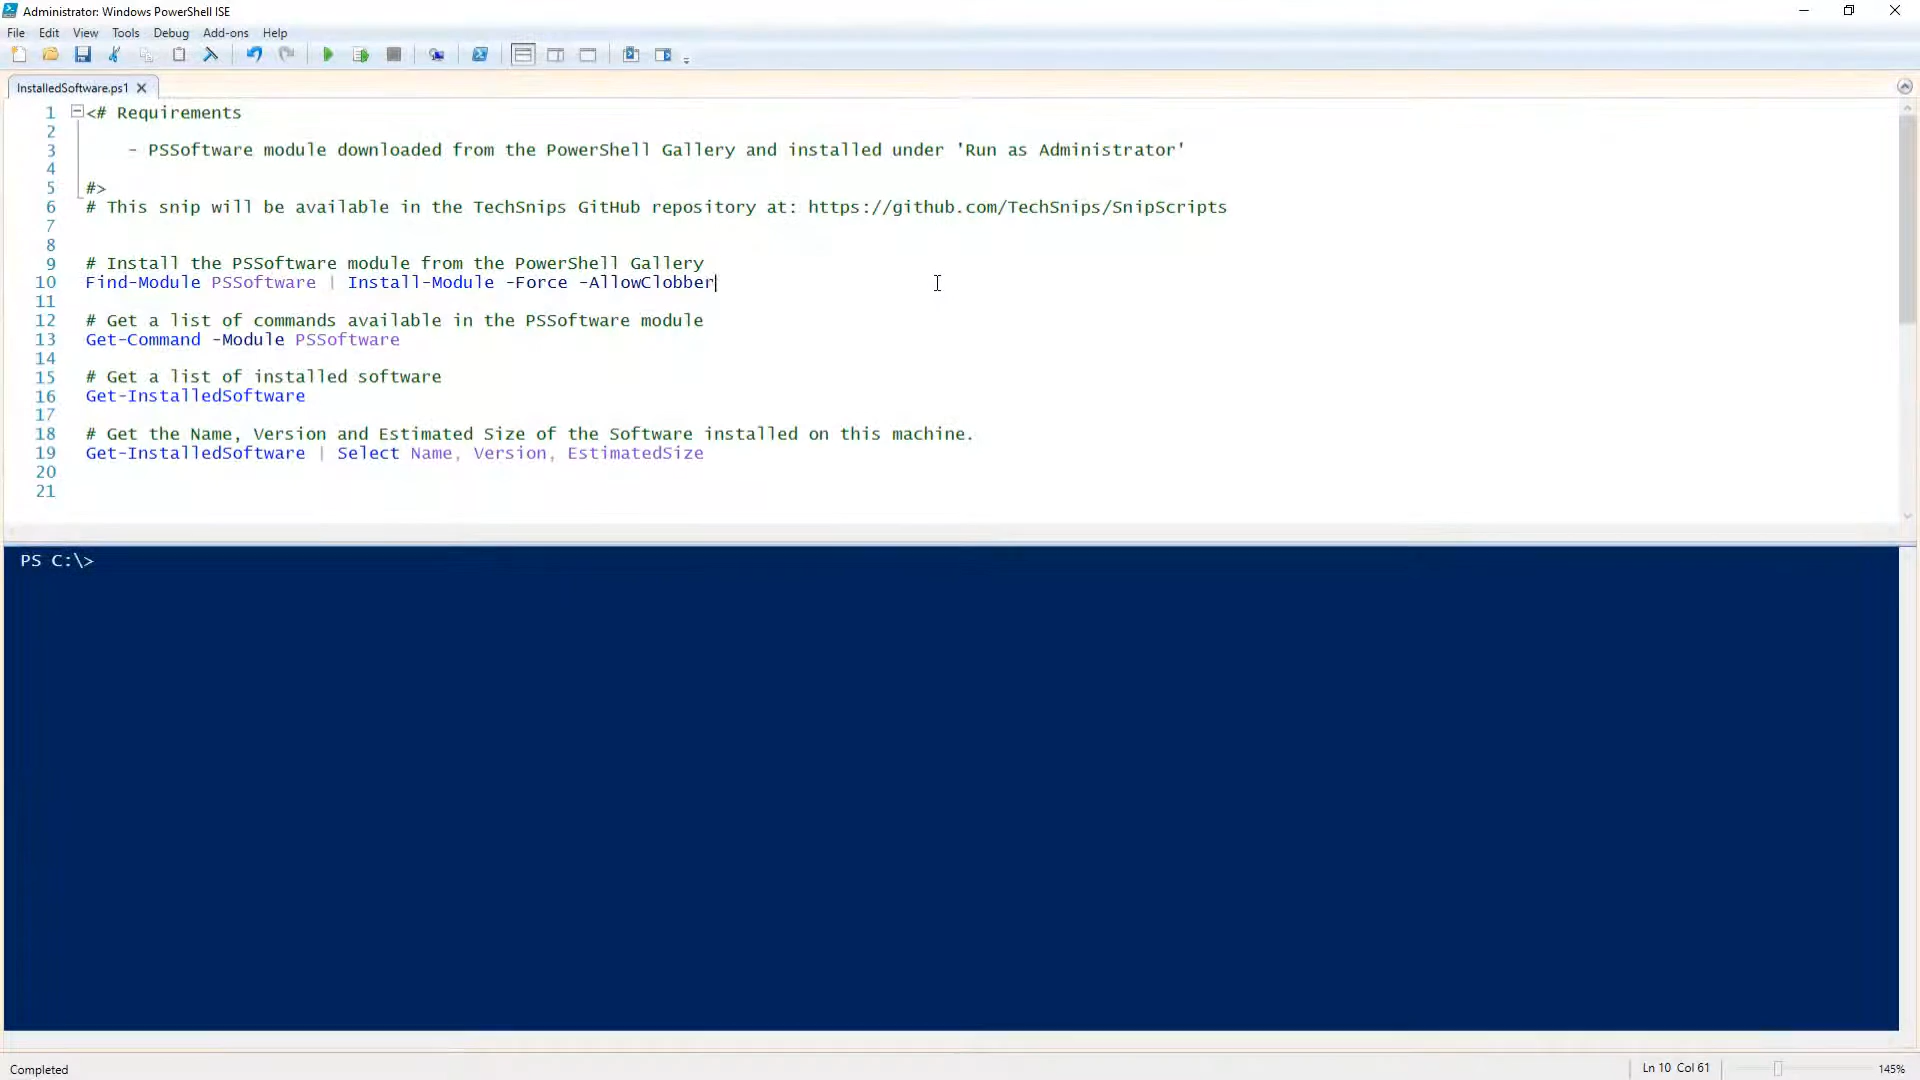 Administrator: Windows PowerShell ISE
File Edit View Tools Debug Add-ons Help
InstalledSoftware.ps1
1 <# Requirements
2
3 - PSSoftware module downloaded from the PowerShell Gallery and installed under 'Run as Administrator'
4
5 #>
6 # This snip will be available in the TechSnips GitHub repository at: https://github.com/TechSnips/SnipScripts
7
8
9 # Install the PSSoftware module from the PowerShell Gallery
10 Find-Module PSSoftware | Install-Module -Force -AllowClobber
11
12 # Get a list of commands available in the PSSoftware module
13 Get-Command -Module PSSoftware
14
15 # Get a list of installed software
16 Get-InstalledSoftware
17
18 # Get the Name, Version and Estimated Size of the Software installed on this machine.
19 Get-InstalledSoftware | Select Name, Version, EstimatedSize
20
21
PS C:\>
Completed Ln 10 Col 61 145%